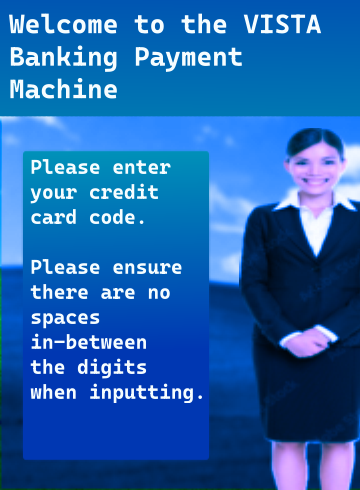 Welcome to the VISTA
Banking Payment
Machine
Please enter
your credit
card code.
Please ensure
there are no
spaces
in-between
the digits
when inputting.